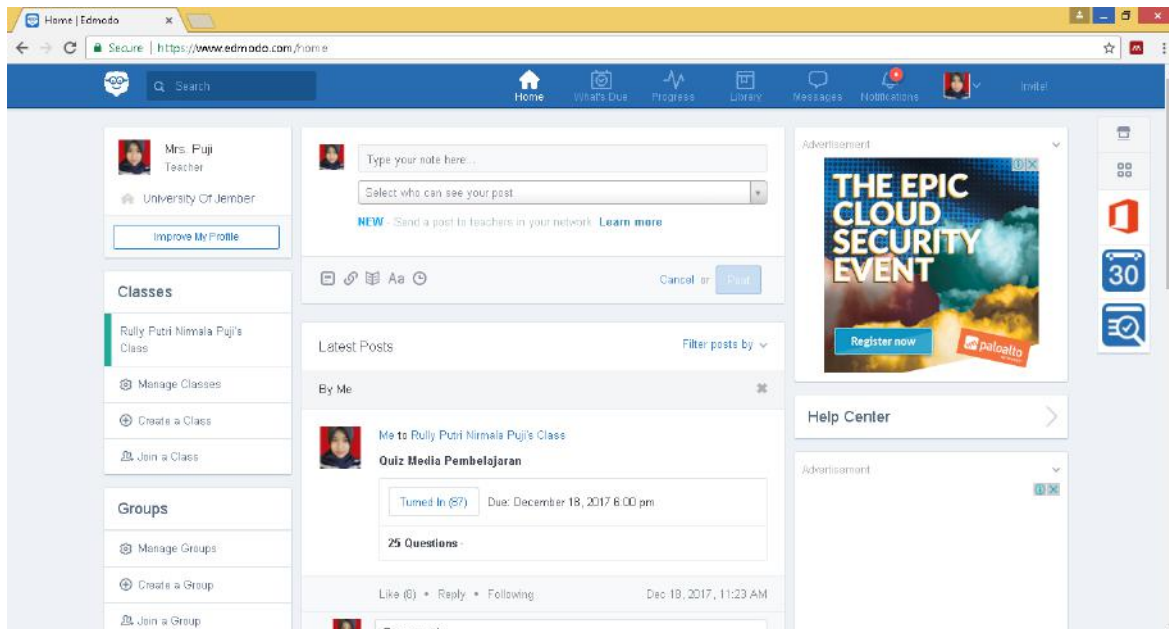 Home | Edmodo
Secure | https://www.edmodo.com/home
Search
Home
What's Due
Progress
Library
Messages
Notifications
Invite!
Mrs. Puji
Teacher
University Of Jember
Improve My Profile
Classes
Rully Putri Nirmala Puji's
Class
Manage Classes
Create a Class
Join a Class
Groups
Manage Groups
Create a Group
Join a Group
Type your note here...
Select who can see your post
NEW - Send a post to teachers in your network. Learn more
Aa
Cancel or Post
Latest Posts
Filter posts by
By Me
Me to Rully Putri Nirmala Puji's Class
Quiz Media Pembelajaran
Turned In (87) Due: December 18, 2017 6:00 pm
25 Questions -
Like (8) • Reply • Following
Dec 18, 2017, 11:23 AM
Advertisement
THE EPIC
CLOUD
SECURITY
EVENT
Register now
paloalto
Help Center
Advertisement
30